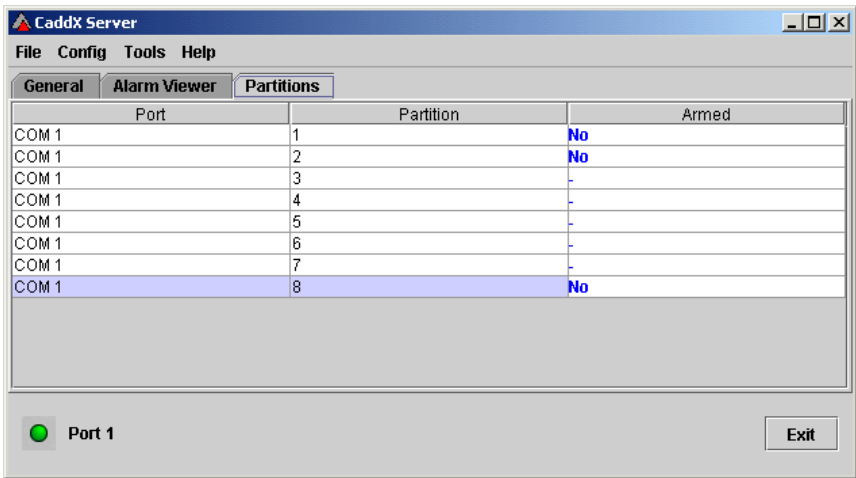 CaddX Server
File Config Tools Help
General Alarm Viewer Partitions
Port Partition Armed
COM 1 1 No
COM 1 2 No
COM 1 3 -
COM 1 4 -
COM 1 5 -
COM 1 6 -
COM 1 7 -
COM 1 8 No
Port 1 Exit